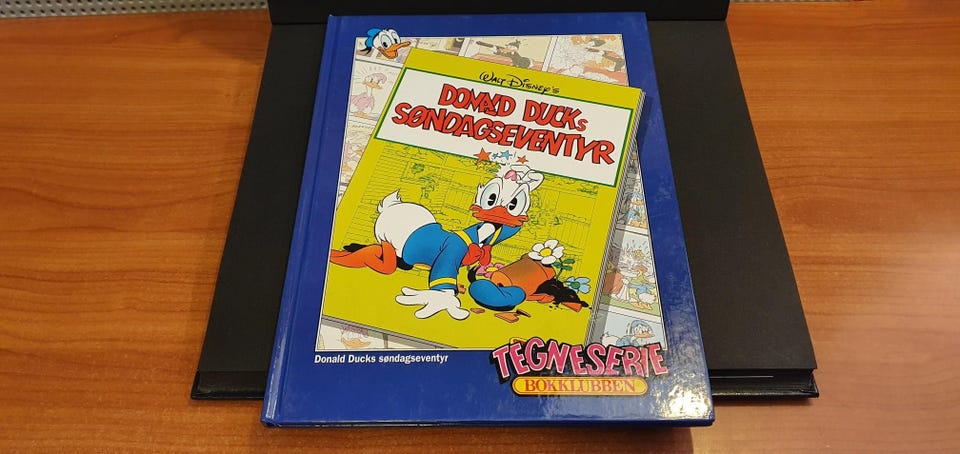 WALT DISNEY'S
DONALD DUCKs
SØNDAGSEVENTYR
Donald Ducks søndagseventyr
TEGNESERIE
BOKKLUBBEN